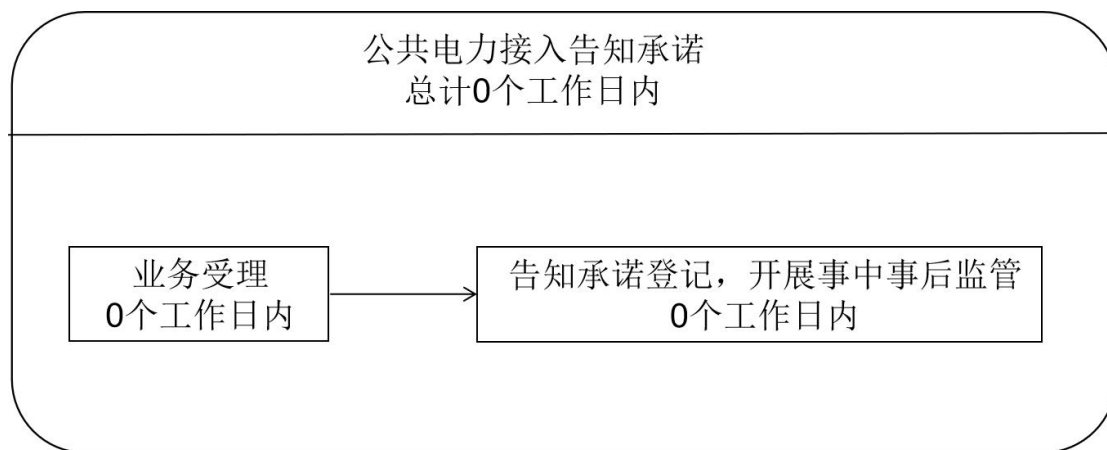 公共电力接入告知承诺
总计0个工作日内
业务受理
0个工作日内
告知承诺登记，开展事中事后监管
0个工作日内